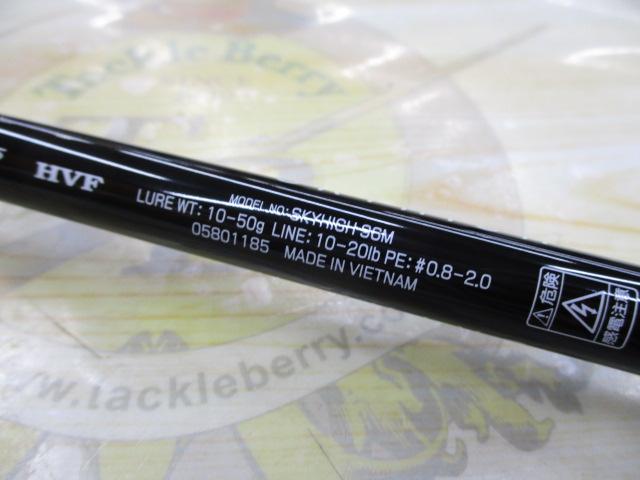 Tackle Berry
HVF
MODEL NO:SKYHIGH 96M
LURE WT: 10-50g LINE: 10-20lb PE: #0.8-2.0
05801185 MADE IN VIETNAM
危険
感電注意
www.tackleberry.co